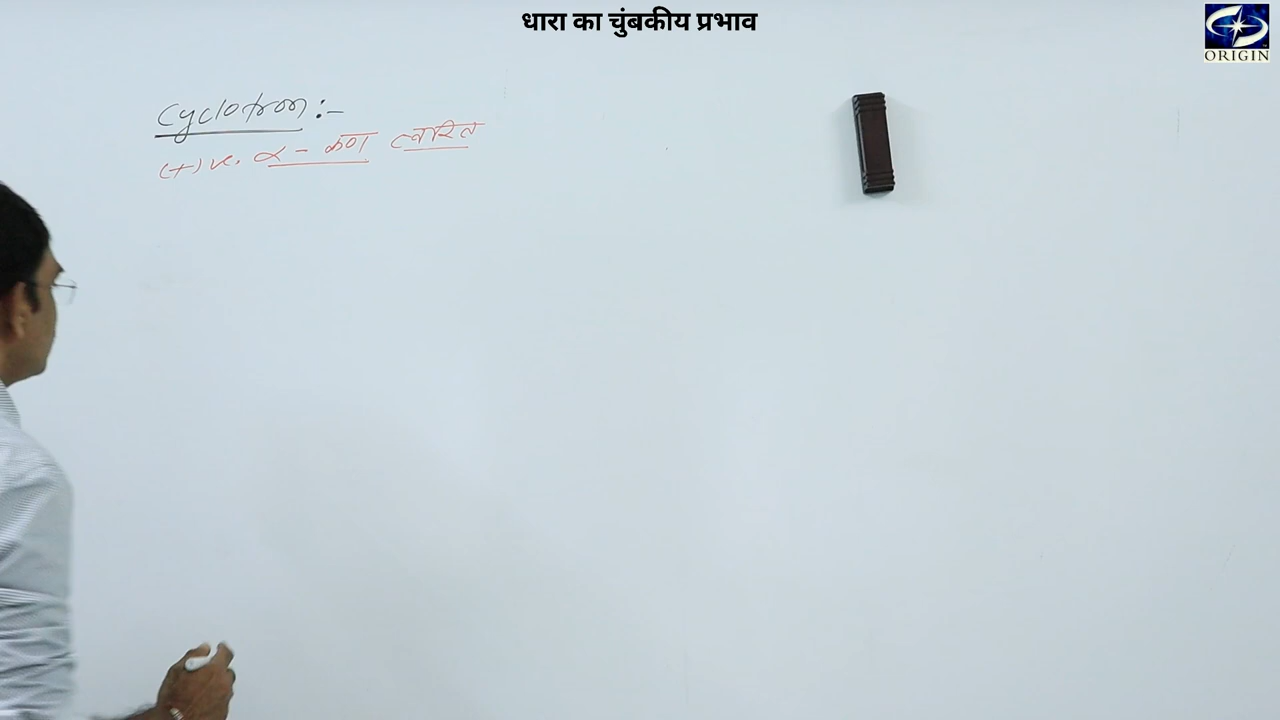 धारा का चुंबकीय प्रभाव
ORIGIN
Cyclotron :-
(+)ve. α - कण त्वरित